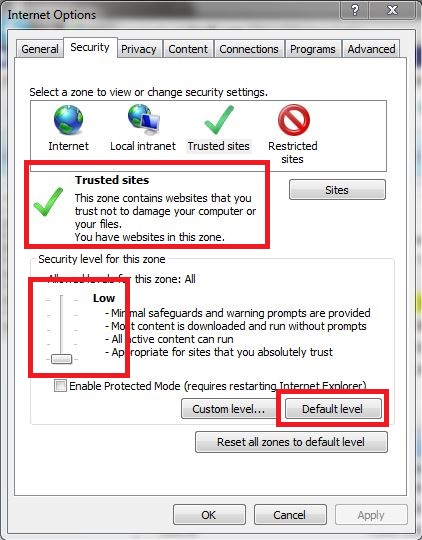 Internet Options
General Security Privacy Content Connections Programs Advanced
Select a zone to view or change security settings.
Internet
Local intranet
Trusted sites
Restricted
sites
Trusted sites
This zone contains websites that you
trust not to damage your computer or
your files.
You have websites in this zone.
Sites
Security level for this zone
Allowed levels for this zone: All
Low
- Minimal safeguards and warning prompts are provided
- Most content is downloaded and run without prompts
- All active content can run
- Appropriate for sites that you absolutely trust
Enable Protected Mode (requires restarting Internet Explorer)
Custom level... Default level
Reset all zones to default level
OK Cancel Apply